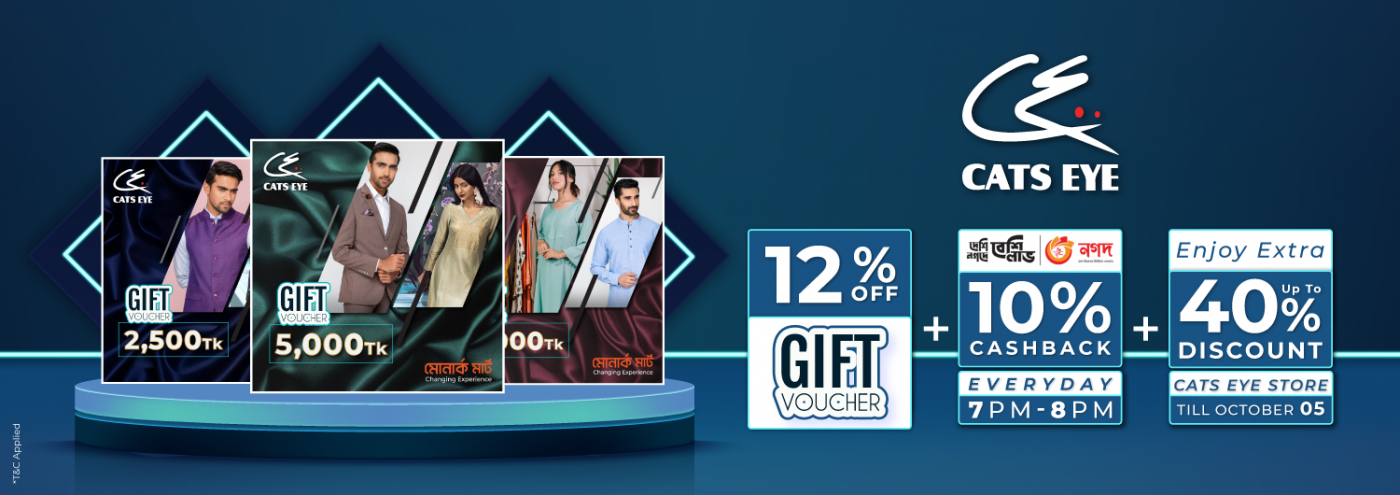 CATS EYE
GIFT
VOUCHER
2,500Tk
CATS EYE
GIFT
VOUCHER
5,000Tk
মোনার্ক মার্ট
Changing Experience
00Tk
মোনার্ক মার্ট
Changing Experience
*T&C Applied
CATS EYE
12%
OFF
GIFT
VOUCHER
+
বেশি
লাভ
নগদ
10%
CASHBACK
EVERYDAY
7PM-8PM
+
Enjoy Extra
Up To
40%
DISCOUNT
CATS EYE STORE
TILL OCTOBER 05